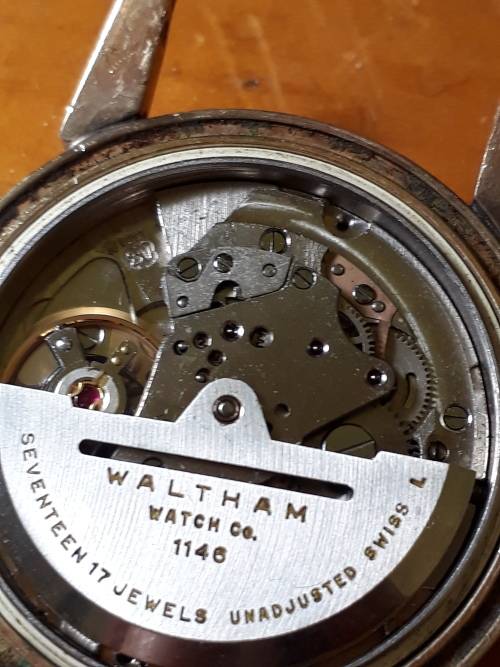 WALTHAM
WATCH CO.
1146
SEVENTEEN 17 JEWELS UNADJUSTED SWISS